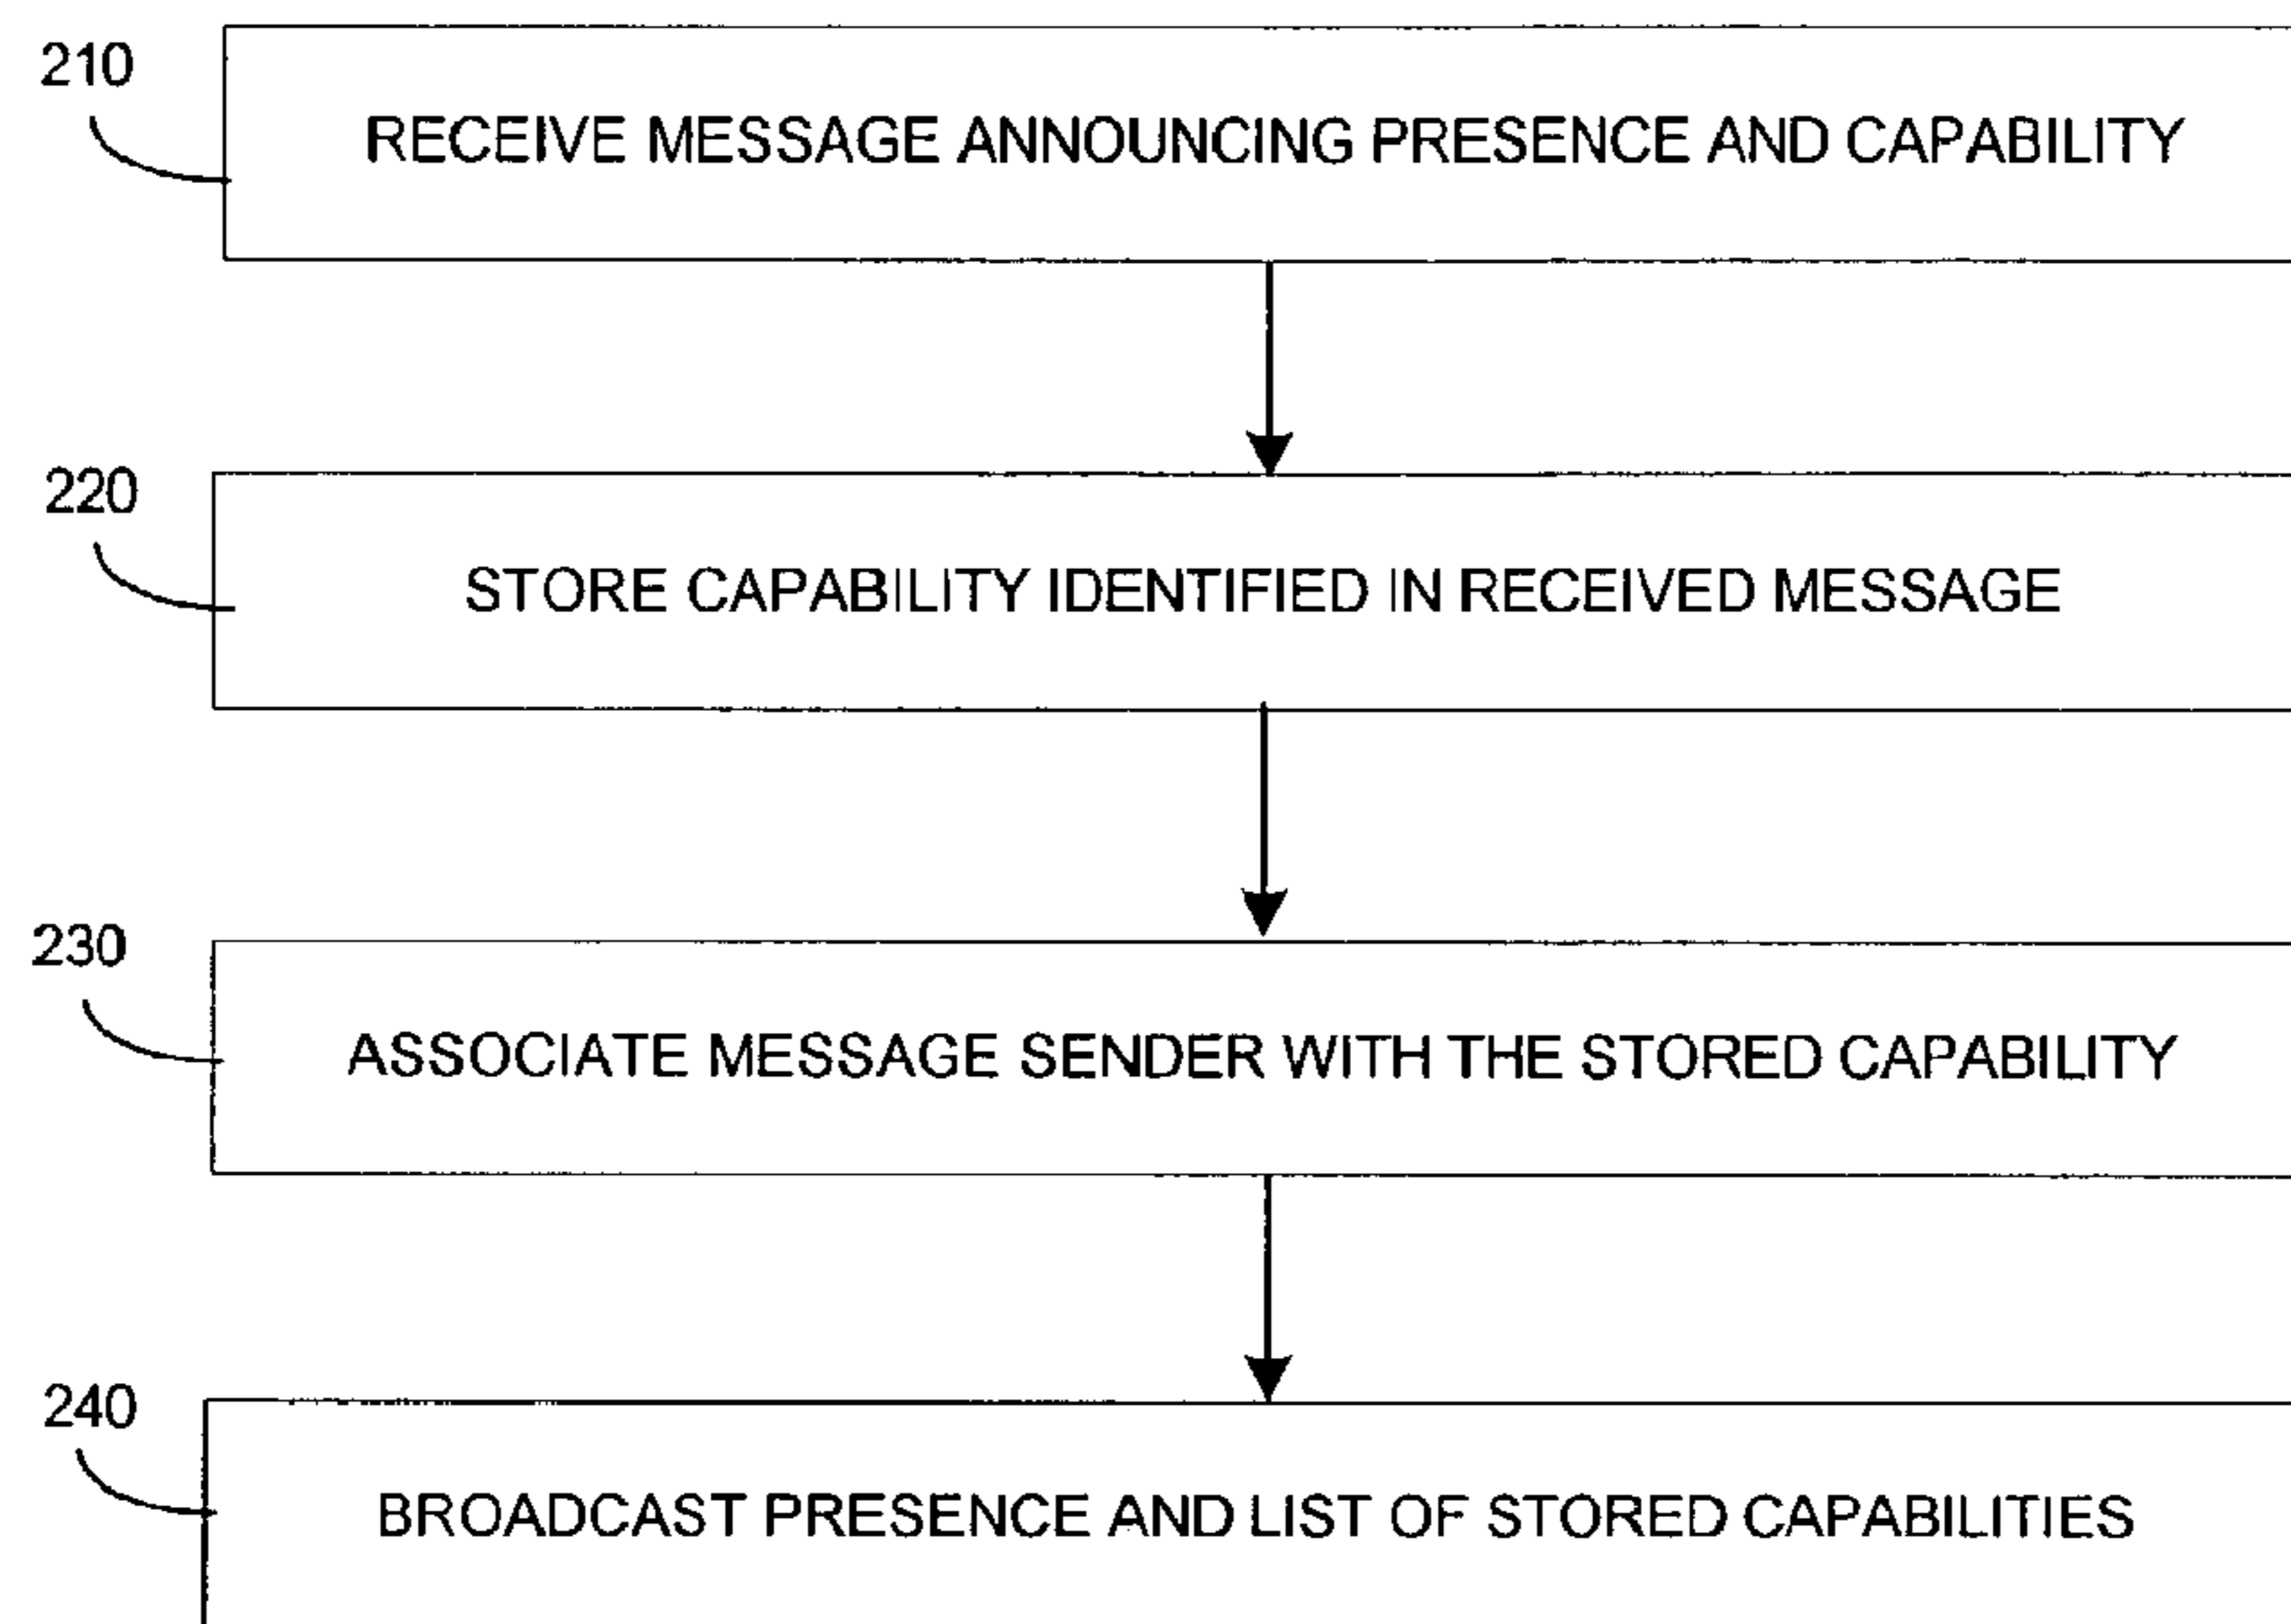 210
RECEIVE MESSAGE ANNOUNCING PRESENCE AND CAPABILITY
220
STORE CAPABILITY IDENTIFIED IN RECEIVED MESSAGE
230
ASSOCIATE MESSAGE SENDER WITH THE STORED CAPABILITY
240
BROADCAST PRESENCE AND LIST OF STORED CAPABILITIES